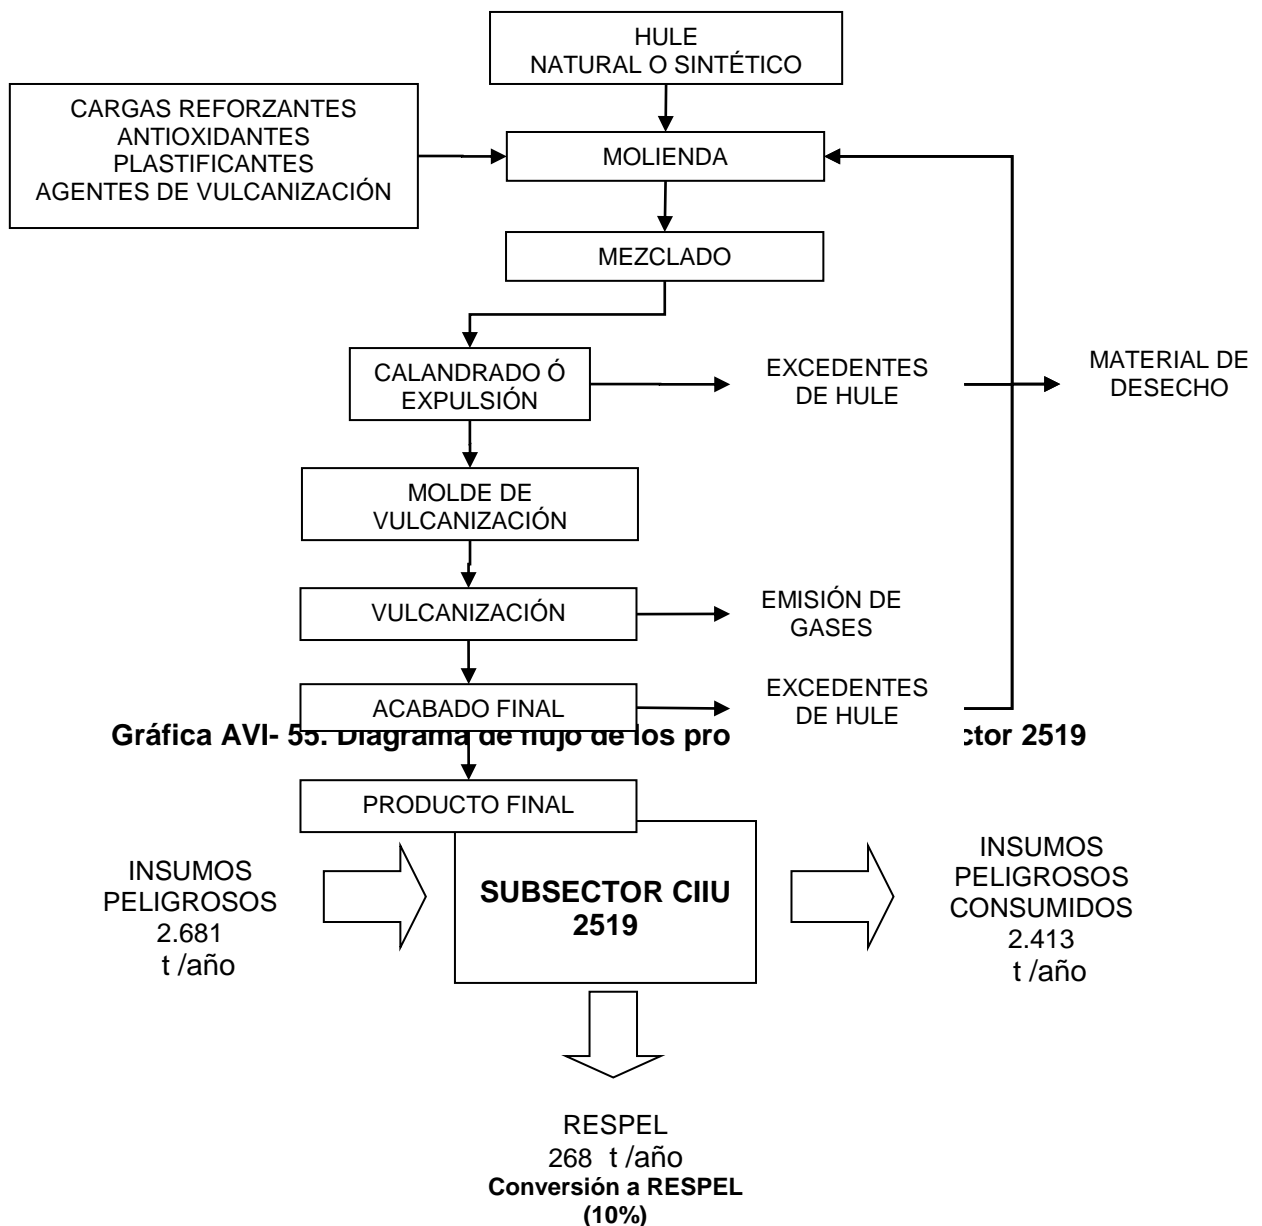 HULE
NATURAL O SINTÉTICO
CARGAS REFORZANTES
ANTIOXIDANTES
PLASTIFICANTES
AGENTES DE VULCANIZACIÓN
MOLIENDA
MEZCLADO
CALANDRADO Ó
EXPULSIÓN
EXCEDENTES
DE HULE
MATERIAL DE
DESECHO
MOLDE DE
VULCANIZACIÓN
VULCANIZACIÓN
EMISIÓN DE
GASES
ACABADO FINAL
EXCEDENTES
DE HULE
Gráfica AVI- 55. Diagrama de flujo de los pro ctor 2519
PRODUCTO FINAL
INSUMOS
PELIGROSOS
2.681
t /año
SUBSECTOR CIIU
2519
INSUMOS
PELIGROSOS
CONSUMIDOS
2.413
t /año
RESPEL
268 t /año
Conversión a RESPEL
(10%)